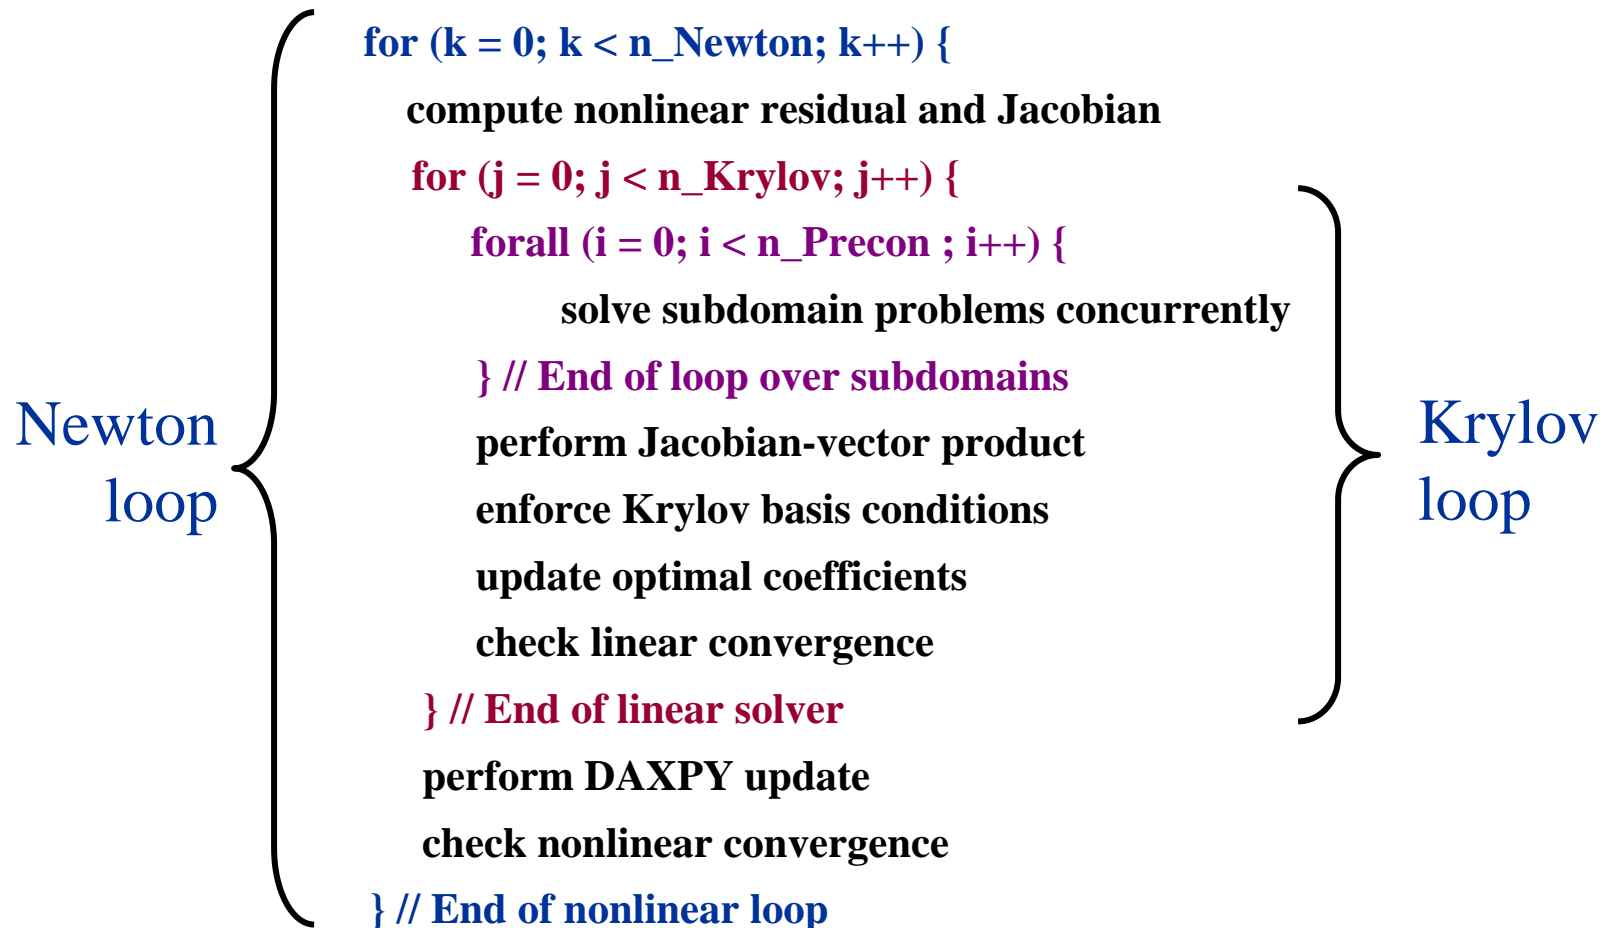 for (k = 0; k < n_Newton; k++) {
compute nonlinear residual and Jacobian
for (j = 0; j < n_Krylov; j++) {
forall (i = 0; i < n_Precon ; i++) {
solve subdomain problems concurrently
} // End of loop over subdomains
perform Jacobian-vector product
enforce Krylov basis conditions
update optimal coefficients
check linear convergence
} // End of linear solver
perform DAXPY update
check nonlinear convergence
} // End of nonlinear loop
Newton
loop
Krylov
loop